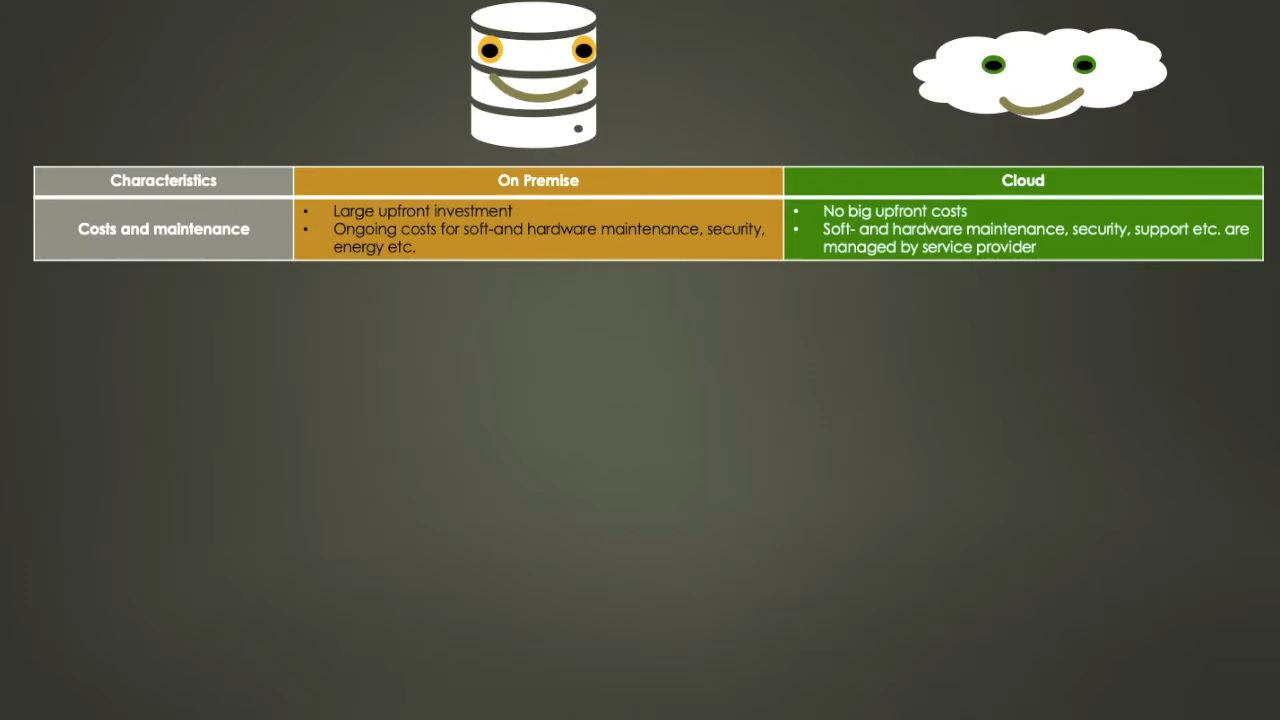 Characteristics
On Premise
Cloud
Costs and maintenance
• Large upfront investment
• Ongoing costs for soft-and hardware maintenance, security,
energy etc.
• No big upfront costs
• Soft- and hardware maintenance, security, support etc. are
managed by service provider